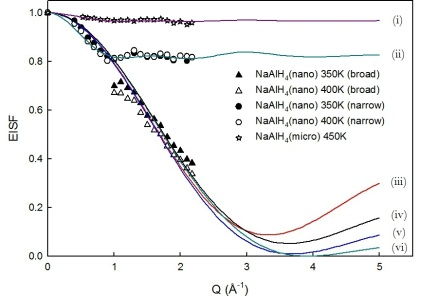 1.0
0.8
0.6
0.4
0.2
0.0
EISF
0
1
2
3
4
5
Q (Å⁻¹)
NaAlH₄(nano) 350K (broad)
NaAlH₄(nano) 400K (broad)
NaAlH₄(nano) 350K (narrow)
NaAlH₄(nano) 400K (narrow)
NaAlH₄(micro) 450K
(i)
(ii)
(iii)
(iv)
(v)
(vi)